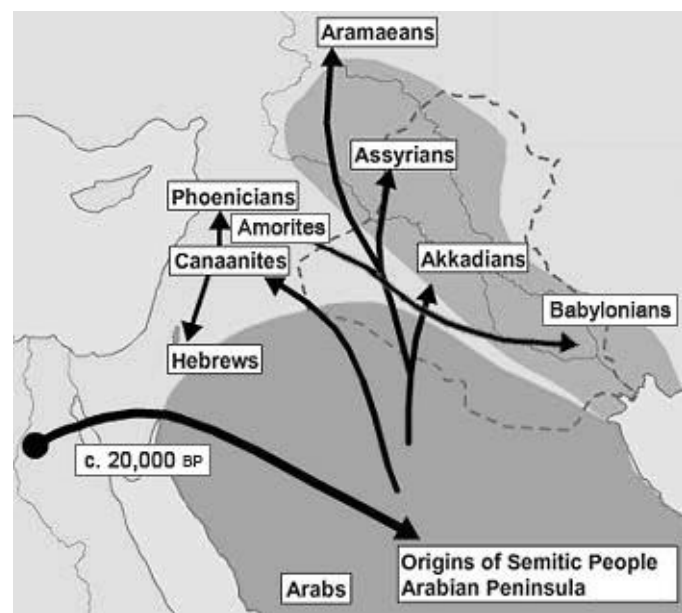 Aramaeans
Assyrians
Phoenicians
Amorites
Canaanites
Akkadians
Babylonians
Hebrews
c. 20,000 BP
Origins of Semitic People
Arabian Peninsula
Arabs